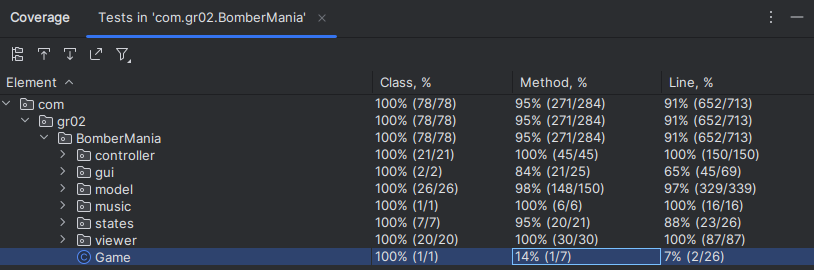 Coverage Tests in 'com.gr02.BomberMania' ×
Element Class, % Method, % Line, %
com 100% (78/78) 95% (271/284) 91% (652/713)
gr02 100% (78/78) 95% (271/284) 91% (652/713)
BomberMania 100% (78/78) 95% (271/284) 91% (652/713)
controller 100% (21/21) 100% (45/45) 100% (150/150)
gui 100% (2/2) 84% (21/25) 65% (45/69)
model 100% (26/26) 98% (148/150) 97% (329/339)
music 100% (1/1) 100% (6/6) 100% (16/16)
states 100% (7/7) 95% (20/21) 88% (23/26)
viewer 100% (20/20) 100% (30/30) 100% (87/87)
C Game 100% (1/1) 14% (1/7) 7% (2/26)